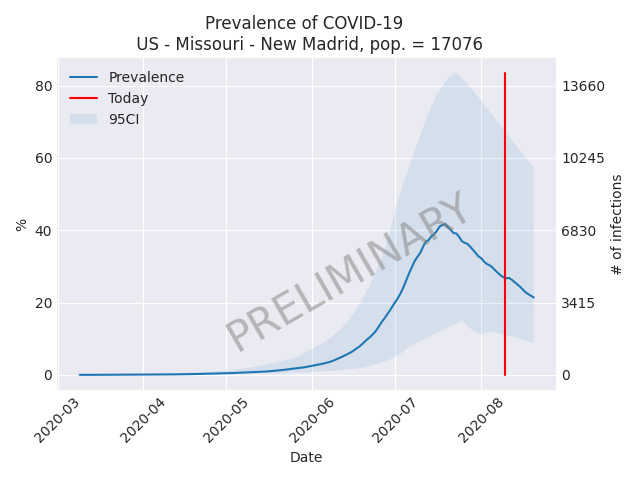 Prevalence of COVID-19
US - Missouri - New Madrid, pop. = 17076
Prevalence
Today
95CI
80
60
40
20
0
%
13660
10245
6830
3415
0
# of infections
PRELIMINARY
2020-03
2020-04
2020-05
2020-06
2020-07
2020-08
Date